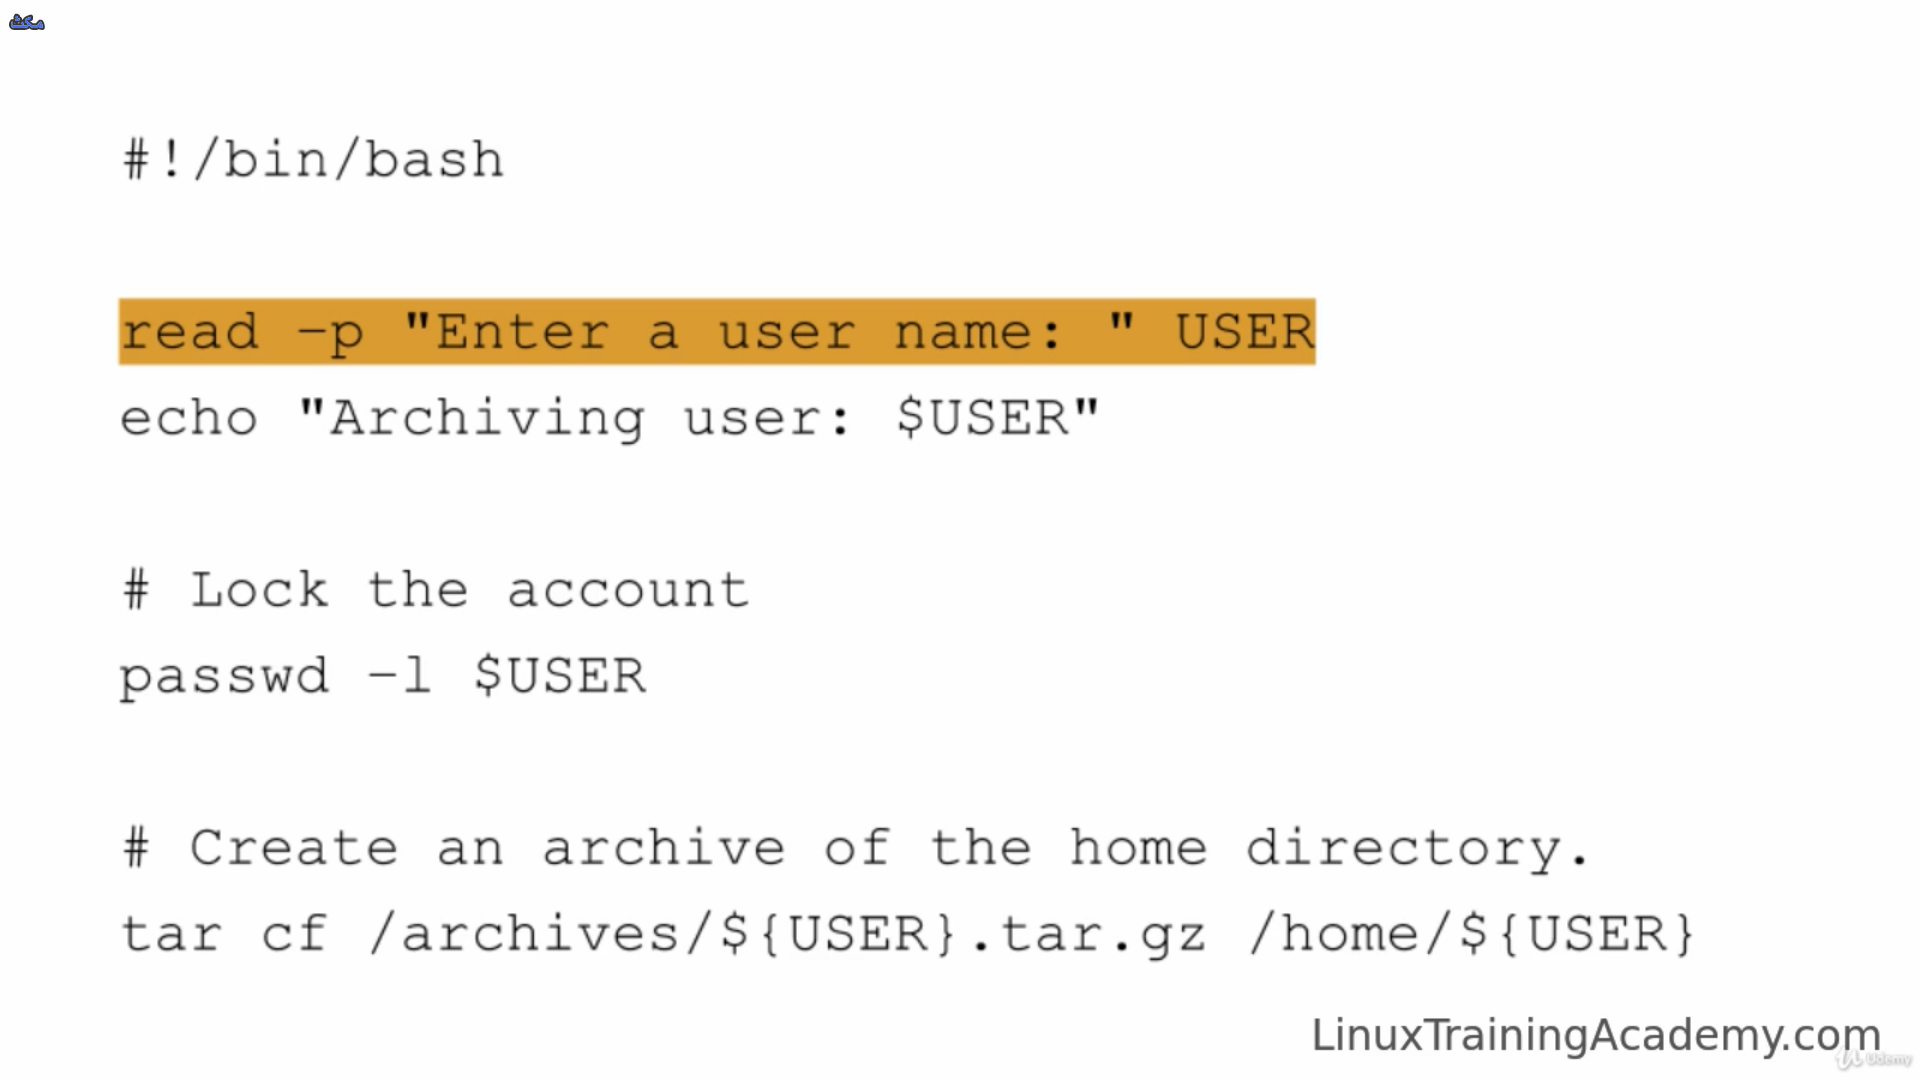 مكث
#!/bin/bash
read -p "Enter a user name: " USER
echo "Archiving user: $USER"
# Lock the account
passwd -l $USER
# Create an archive of the home directory.
tar cf /archives/${USER}.tar.gz /home/${USER}
LinuxTrainingAcademy.com
Udemy